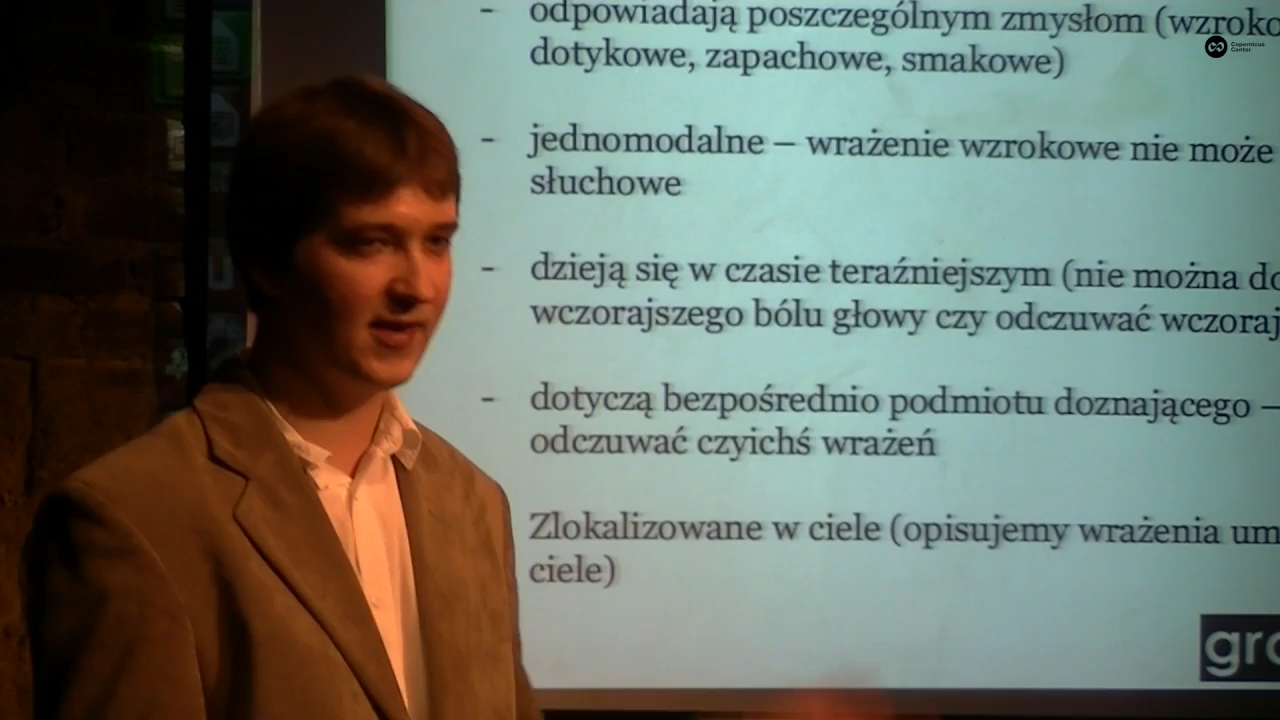 - odpowiadają poszczególnym zmysłom (wzroko
dotykowe, zapachowe, smakowe)
- jednomodalne – wrażenie wzrokowe nie może
słuchowe
- dzieją się w czasie teraźniejszym (nie można do
wczorajszego bólu głowy czy odczuwać wczoraj
- dotyczą bezpośrednio podmiotu doznającego –
odczuwać czyichś wrażeń
Zlokalizowane w ciele (opisujemy wrażenia um
ciele)
gro
Copernicus
Center